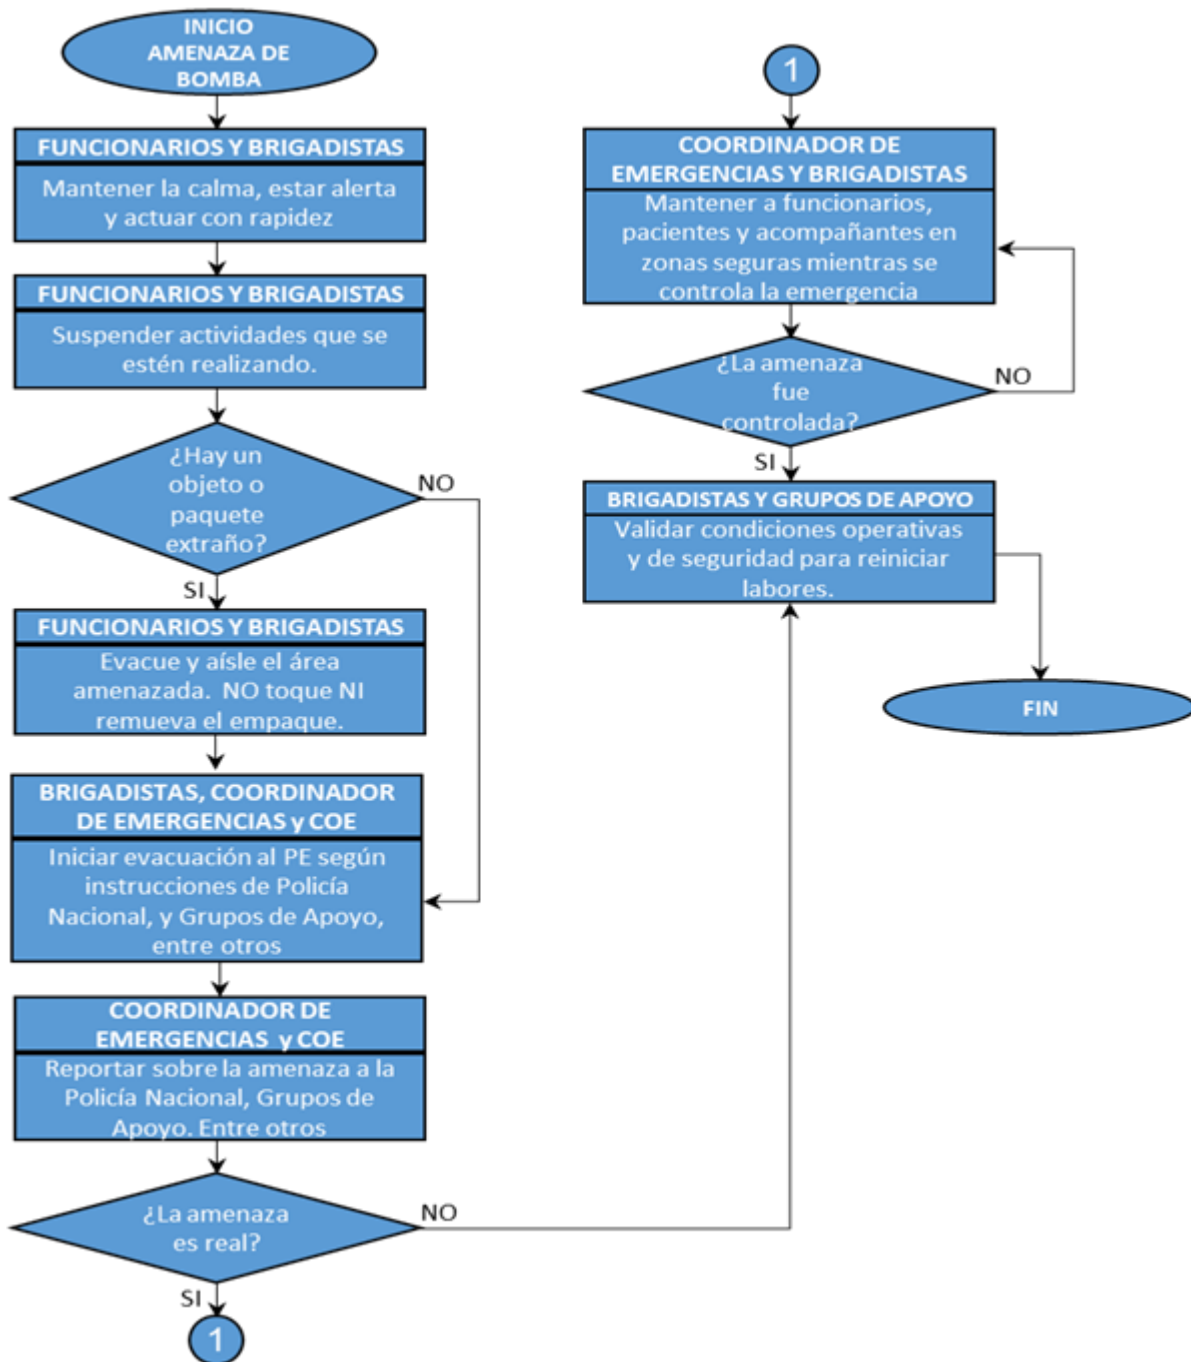 INICIO
AMENAZA DE
BOMBA
FUNCIONARIOS Y BRIGADISTAS
Mantener la calma, estar alerta
y actuar con rapidez
FUNCIONARIOS Y BRIGADISTAS
Suspender actividades que se
estén realizando.
¿Hay un
objeto o
paquete
extraño?
NO
SI
FUNCIONARIOS Y BRIGADISTAS
Evacue y aísle el área
amenazada. NO toque NI
remueva el empaque.
BRIGADISTAS, COORDINADOR
DE EMERGENCIAS y COE
Iniciar evacuación al PE según
instrucciones de Policía
Nacional, y Grupos de Apoyo,
entre otros
COORDINADOR DE
EMERGENCIAS y COE
Reportar sobre la amenaza a la
Policía Nacional, Grupos de
Apoyo. Entre otros
¿La amenaza
es real?
NO
SI
1
1
COORDINADOR DE
EMERGENCIAS Y BRIGADISTAS
Mantener a funcionarios,
pacientes y acompañantes en
zonas seguras mientras se
controla la emergencia
¿La amenaza
fue
controlada?
NO
SI
BRIGADISTAS Y GRUPOS DE APOYO
Validar condiciones operativas
y de seguridad para reiniciar
labores.
FIN